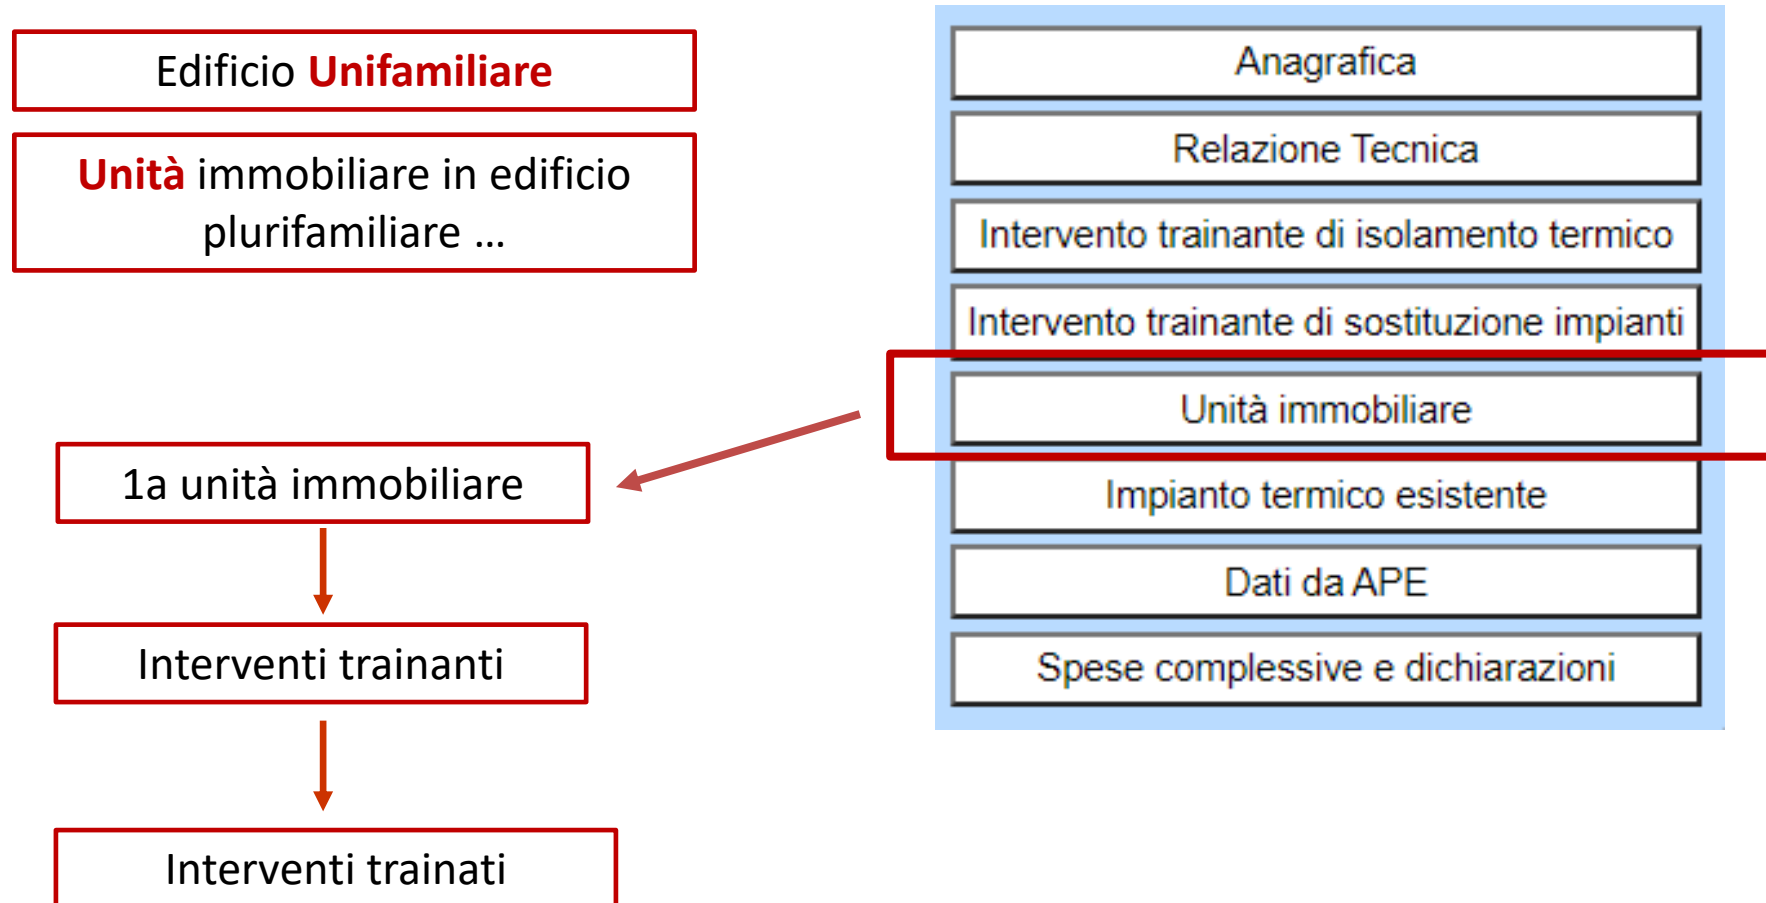 Edificio Unifamiliare
Unità immobiliare in edificio
plurifamiliare ...
1a unità immobiliare
Interventi trainanti
Interventi trainati
Anagrafica
Relazione Tecnica
Intervento trainante di isolamento termico
Intervento trainante di sostituzione impianti
Unità immobiliare
Impianto termico esistente
Dati da APE
Spese complessive e dichiarazioni